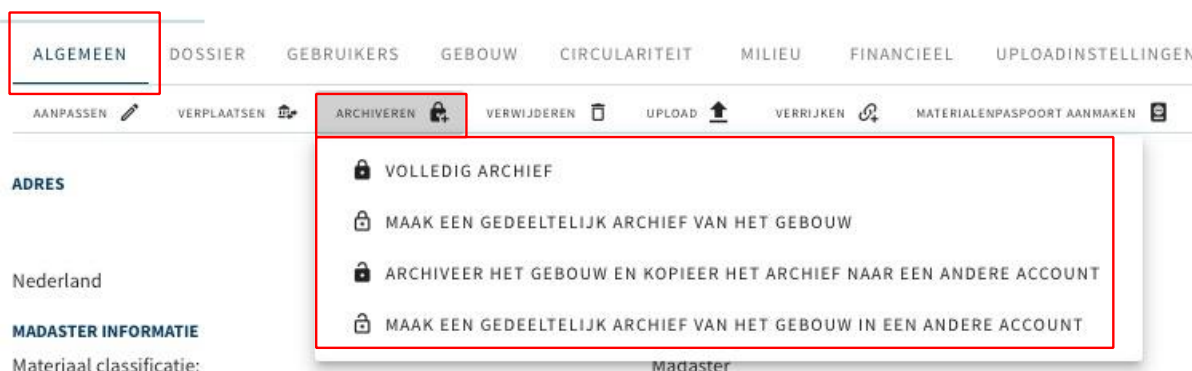 ALGEMEEN DOSSIER GEBRUIKERS GEBOUW CIRCULARITEIT MILIEU FINANCIEEL UPLOADINSTELLINGEN
AANPASSEN VERPLAATSEN ARCHIVEREN VERWIJDEREN UPLOAD VERRIJKEN MATERIALENPASPOORT AANMAKEN
VOLLEDIG ARCHIEF
ADRES
MAAK EEN GEDEELTELIJK ARCHIEF VAN HET GEBOUW
ARCHIVEER HET GEBOUW EN KOPIEER HET ARCHIEF NAAR EEN ANDERE ACCOUNT
Nederland
MAAK EEN GEDEELTELIJK ARCHIEF VAN HET GEBOUW IN EEN ANDERE ACCOUNT
MADASTER INFORMATIE
Materiaal classificatie: Madaster